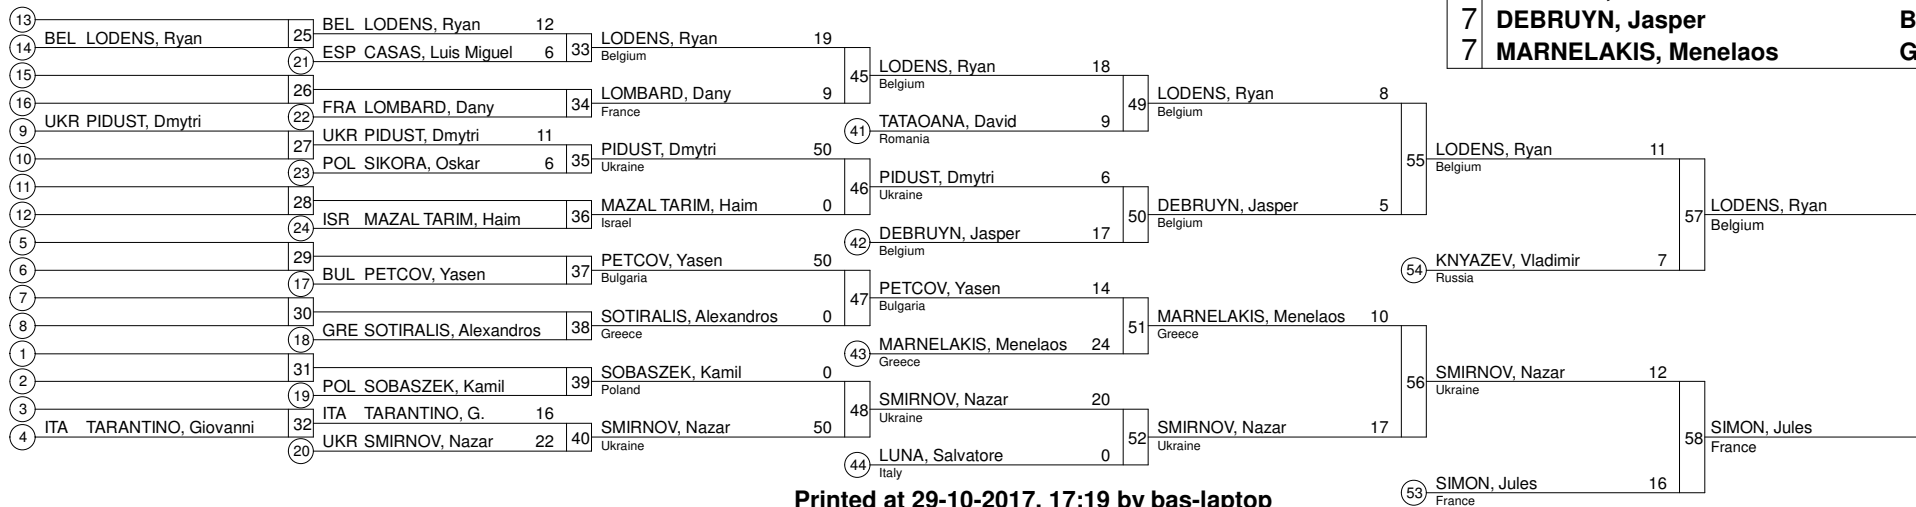 7 DEBRUYN, Jasper B
7 MARNELAKIS, Menelaos G
13
14 BEL LODENS, Ryan
15
16
9 UKR PIDUST, Dmytri
10
11
12
5
6
7
8
1
2
3
4 ITA TARANTINO, Giovanni
25 BEL LODENS, Ryan 12
21 ESP CASAS, Luis Miguel 6
26
22 FRA LOMBARD, Dany
27 UKR PIDUST, Dmytri 11
23 POL SIKORA, Oskar 6
28
24 ISR MAZAL TARIM, Haim
29
17 BUL PETCOV, Yasen
30
18 GRE SOTIRALIS, Alexandros
31
19 POL SOBASZEK, Kamil
32 ITA TARANTINO, G. 16
20 UKR SMIRNOV, Nazar 22
33 LODENS, Ryan 19
Belgium
34 LOMBARD, Dany 9
France
35 PIDUST, Dmytri 50
Ukraine
36 MAZAL TARIM, Haim 0
Israel
37 PETCOV, Yasen 50
Bulgaria
38 SOTIRALIS, Alexandros 0
Greece
39 SOBASZEK, Kamil 0
Poland
40 SMIRNOV, Nazar 50
Ukraine
45 LODENS, Ryan 18
Belgium
41 TATAOANA, David 9
Romania
46 PIDUST, Dmytri 6
Ukraine
42 DEBRUYN, Jasper 17
Belgium
47 PETCOV, Yasen 14
Bulgaria
43 MARNELAKIS, Menelaos 24
Greece
48 SMIRNOV, Nazar 20
Ukraine
44 LUNA, Salvatore 0
Italy
49 LODENS, Ryan 8
Belgium
50 DEBRUYN, Jasper 5
Belgium
51 MARNELAKIS, Menelaos 10
Greece
52 SMIRNOV, Nazar 17
Ukraine
55 LODENS, Ryan 11
Belgium
54 KNYAZEV, Vladimir 7
Russia
56 SMIRNOV, Nazar 12
Ukraine
53 SIMON, Jules 16
France
57 LODENS, Ryan
Belgium
58 SIMON, Jules
France
Printed at 29-10-2017, 17:19 by bas-laptop